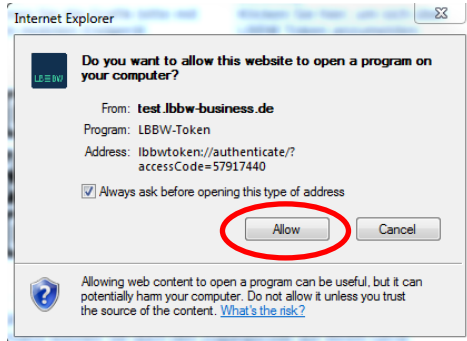 Internet Explorer
LB≡BW
Do you want to allow this website to open a program on
your computer?
From: test.lbbw-business.de
Program: LBBW-Token
Address: lbbwtoken://authenticate/?
accessCode=57917440
Always ask before opening this type of address
Allow Cancel
Allowing web content to open a program can be useful, but it can
potentially harm your computer. Do not allow it unless you trust
the source of the content. What's the risk?